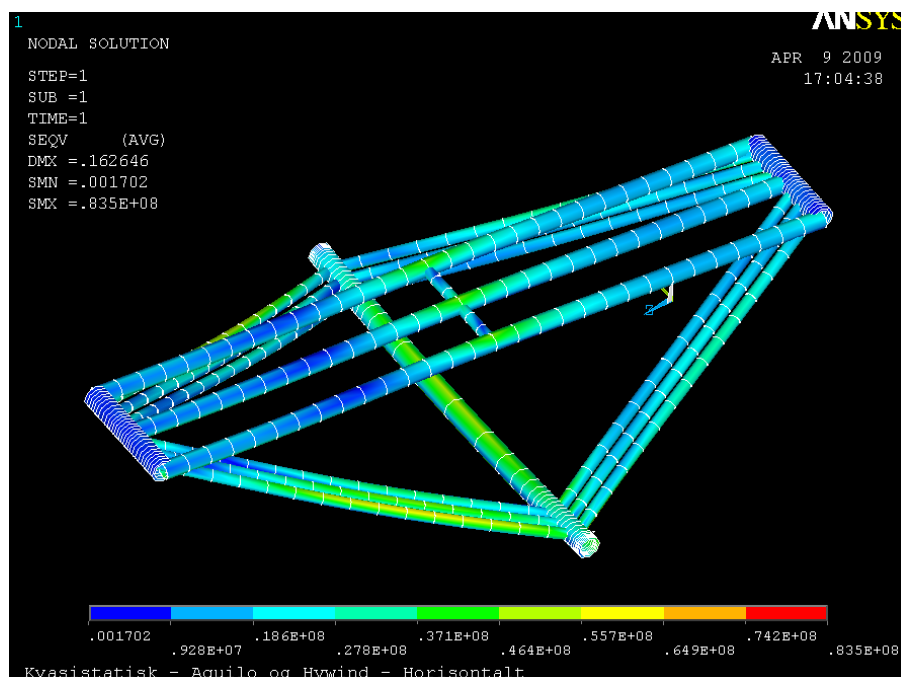 1
ANSYS
NODAL SOLUTION
APR 9 2009
17:04:38
STEP=1
SUB =1
TIME=1
SEQV (AVG)
DMX =.162646
SMN =.001702
SMX =.835E+08
Z
.001702 .186E+08 .371E+08 .557E+08 .742E+08
.928E+07 .278E+08 .464E+08 .649E+08 .835E+08
Kvasistatisk - Aquilo og Hywind - Horisontalt